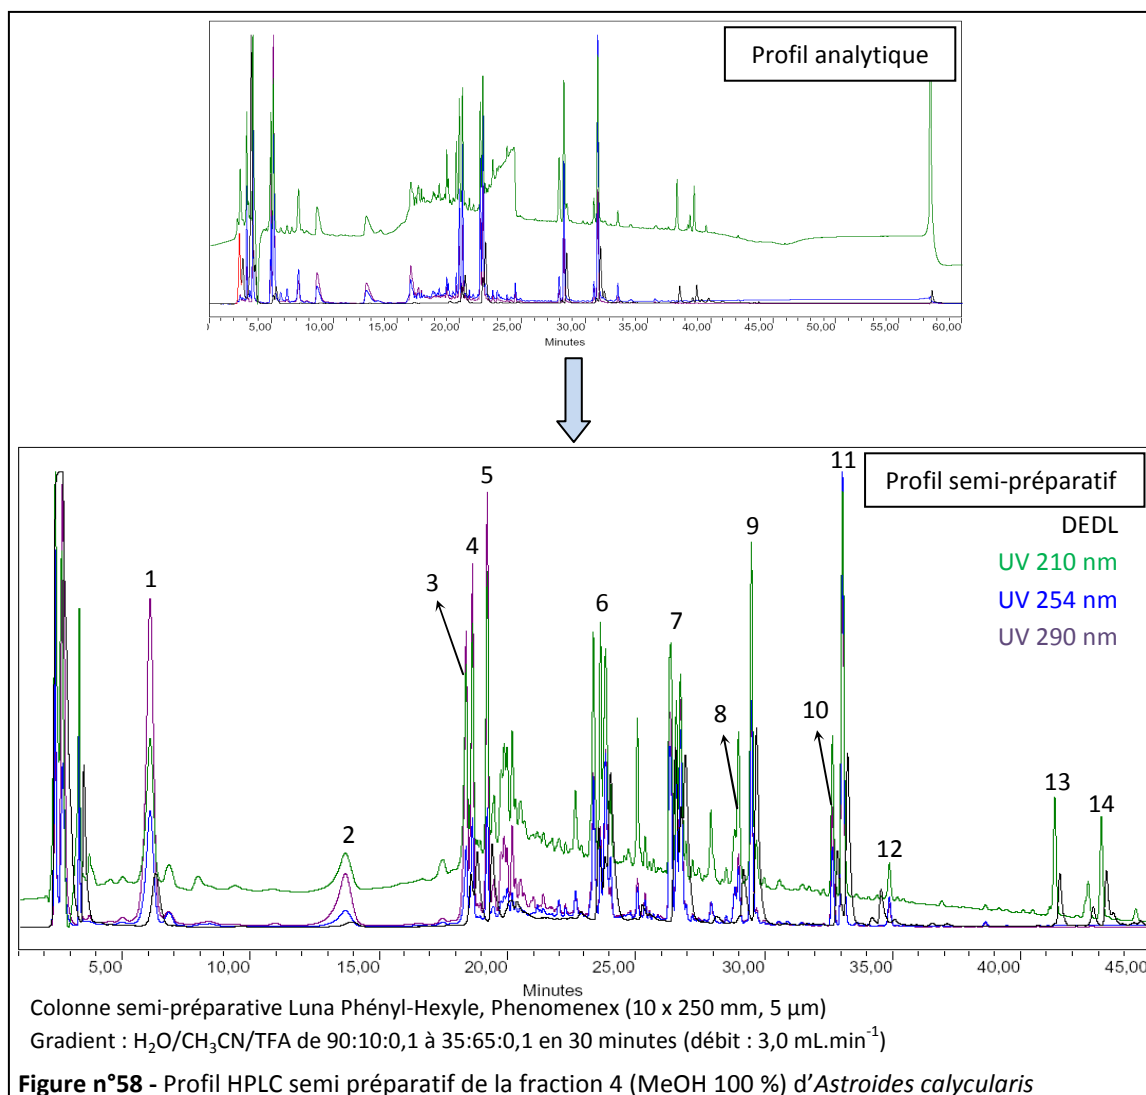 Profil analytique
5,00 10,00 15,00 20,00 25,00 30,00 35,00 40,00 45,00 50,00 55,00 60,00
Minutes
Profil semi-préparatif
DEDL
UV 210 nm
UV 254 nm
UV 290 nm
1
2
3
4
5
6
7
8
9
10
11
12
13
14
5,00 10,00 15,00 20,00 25,00 30,00 35,00 40,00 45,00
Minutes
Colonne semi-préparative Luna Phényl-Hexyle, Phenomenex (10 x 250 mm, 5 µm)
Gradient : H₂O/CH₃CN/TFA de 90:10:0,1 à 35:65:0,1 en 30 minutes (débit : 3,0 mL.min⁻¹)
Figure n°58 - Profil HPLC semi préparatif de la fraction 4 (MeOH 100 %) d’Astroides calycularis